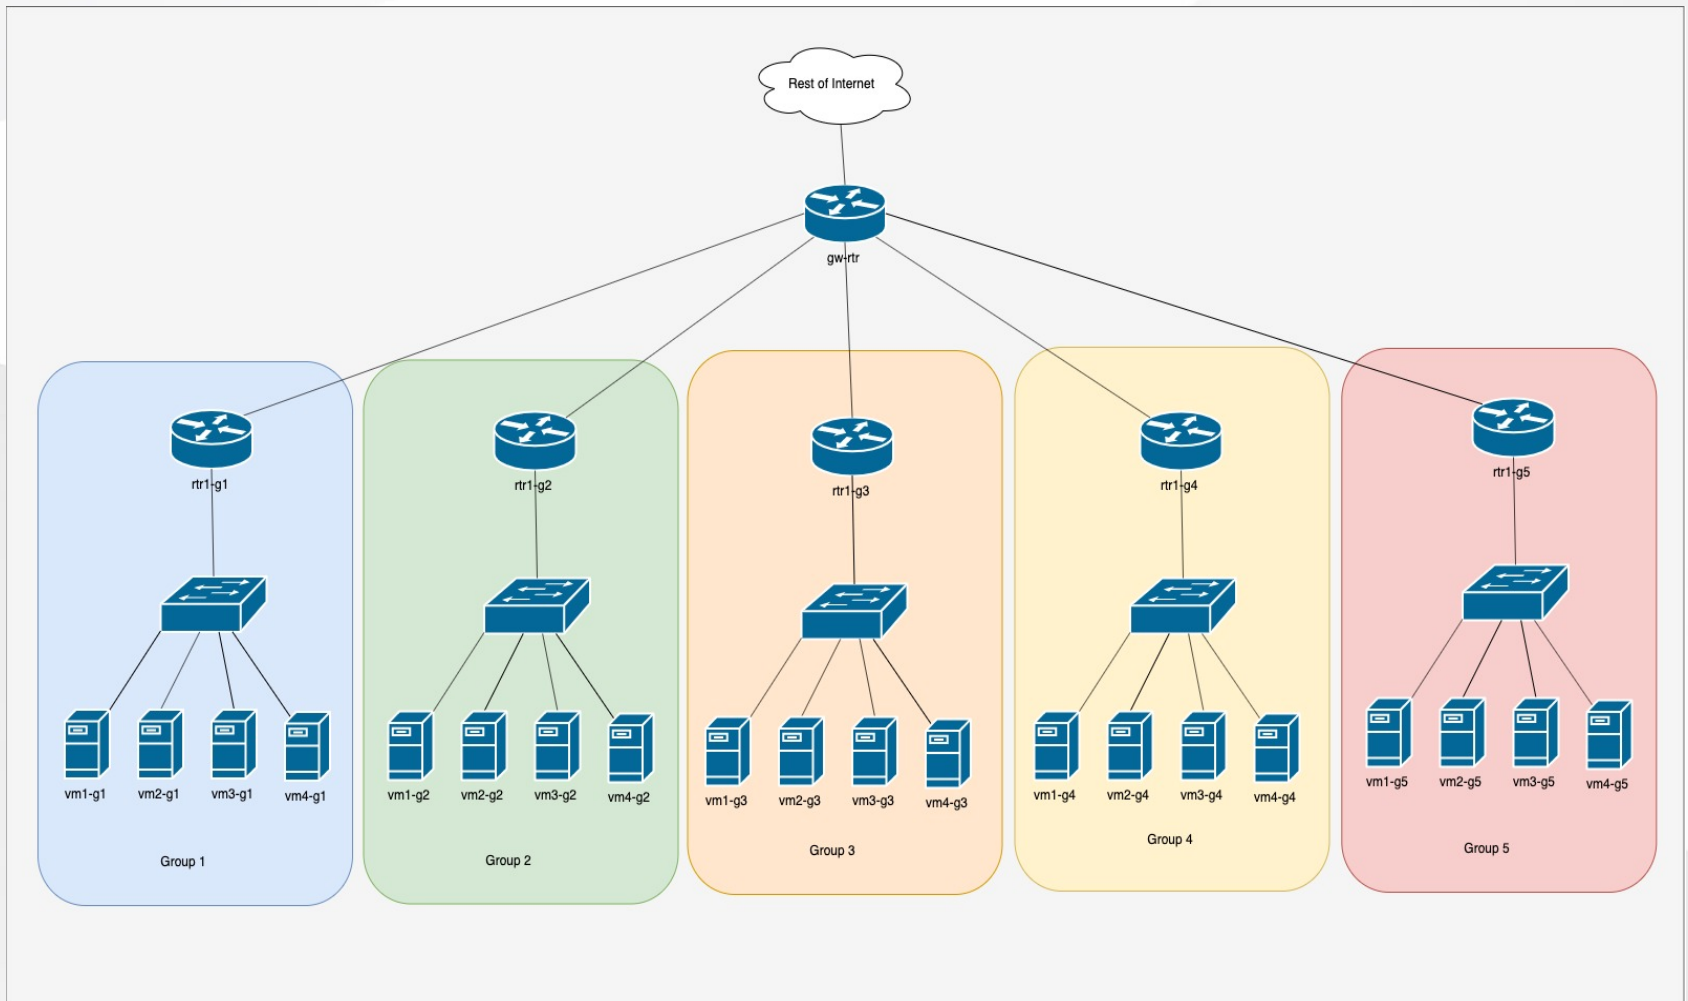 Rest of Internet
gw-rtr
rtr1-g1
rtr1-g2
rtr1-g3
rtr1-g4
rtr1-g5
vm1-g1
vm2-g1
vm3-g1
vm4-g1
vm1-g2
vm2-g2
vm3-g2
vm4-g2
vm1-g3
vm2-g3
vm3-g3
vm4-g3
vm1-g4
vm2-g4
vm3-g4
vm4-g4
vm1-g5
vm2-g5
vm3-g5
vm4-g5
Group 1
Group 2
Group 3
Group 4
Group 5